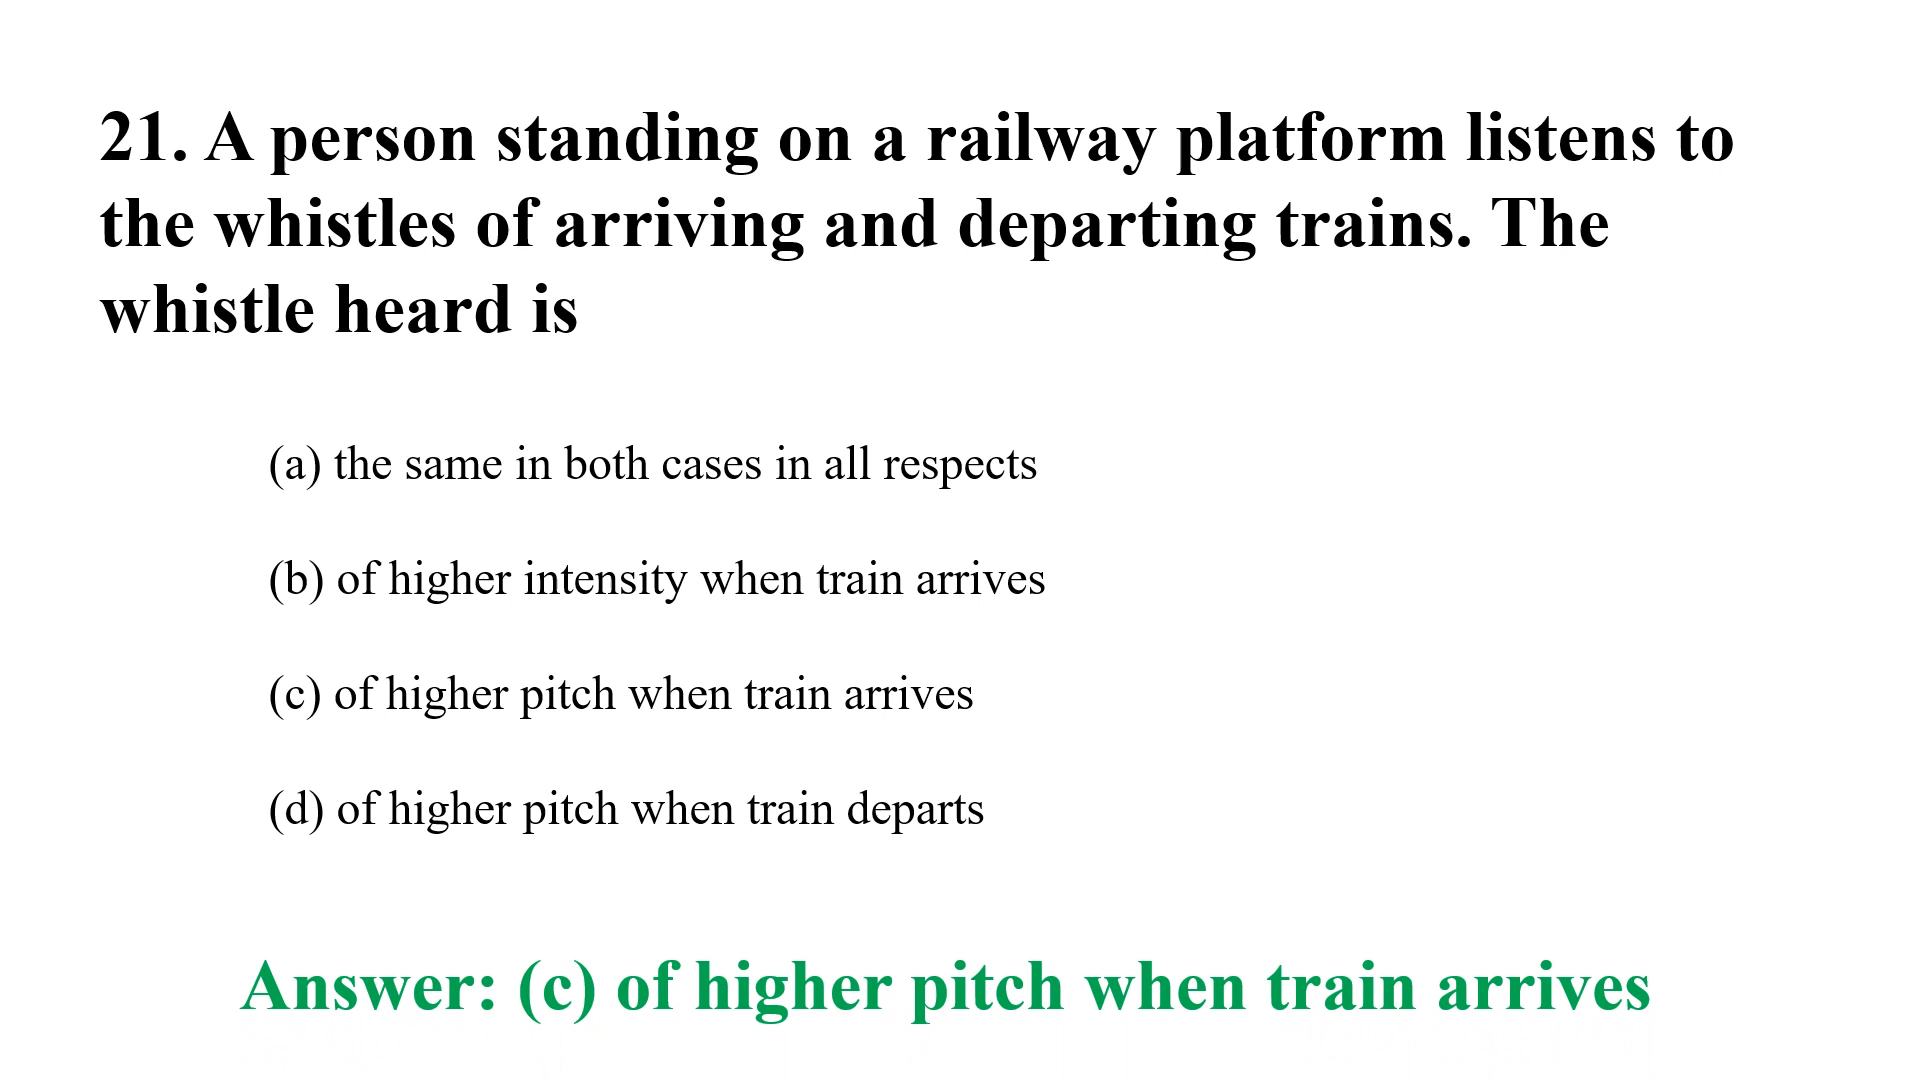 21. A person standing on a railway platform listens to
the whistles of arriving and departing trains. The
whistle heard is
(a) the same in both cases in all respects
(b) of higher intensity when train arrives
(c) of higher pitch when train arrives
(d) of higher pitch when train departs
Answer: (c) of higher pitch when train arrives